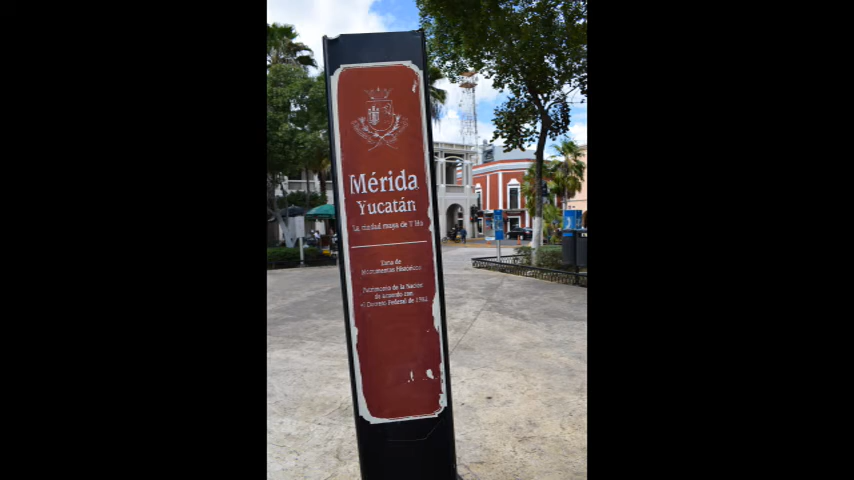 Mérida
Yucatán
La ciudad maya de T'Ho
Zona de
Monumentos Históricos
Patrimonio de la Nación
de acuerdo con
el Decreto Federal de 1982